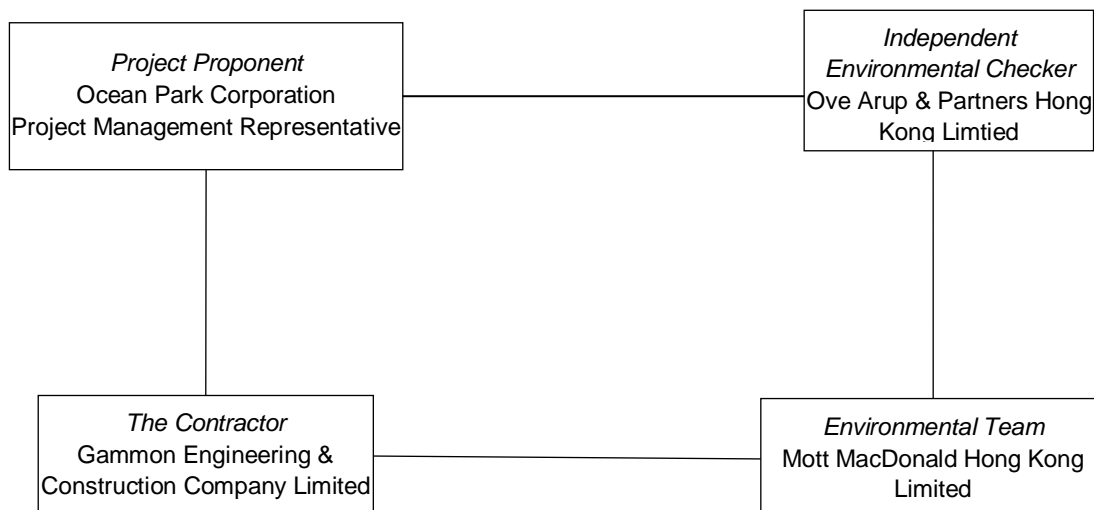 Project Proponent
Ocean Park Corporation
Project Management Representative
Independent
Environmental Checker
Ove Arup & Partners Hong
Kong Limtied
The Contractor
Gammon Engineering &
Construction Company Limited
Environmental Team
Mott MacDonald Hong Kong
Limited